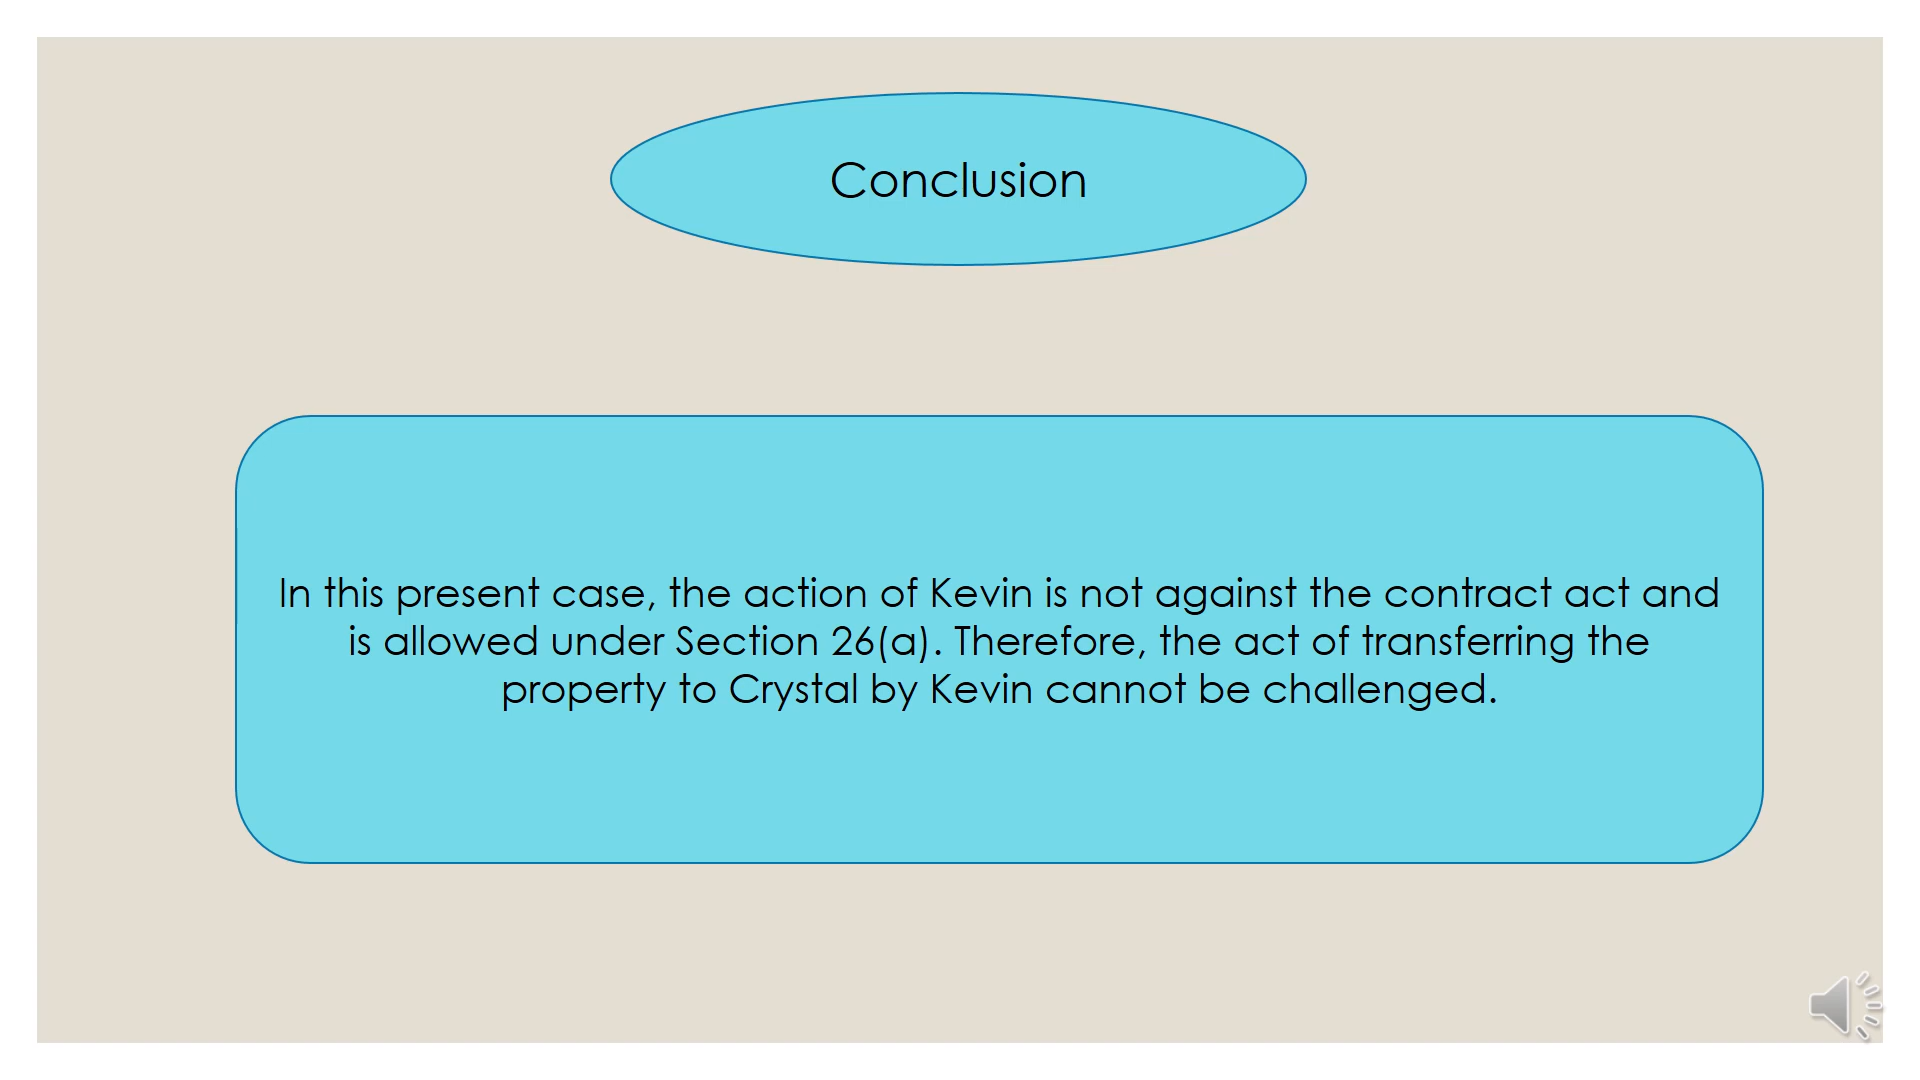 Conclusion
In this present case, the action of Kevin is not against the contract act and
is allowed under Section 26(a). Therefore, the act of transferring the
property to Crystal by Kevin cannot be challenged.